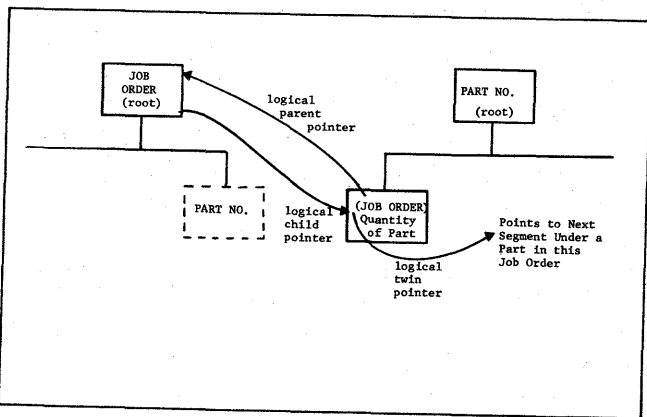 JOB
ORDER
(root)
logical
parent
pointer
PART NO.
(root)
PART NO.
logical
child
pointer
(JOB ORDER)
Quantity
of Part
logical
twin
pointer
Points to Next
Segment Under a
Part in this
Job Order